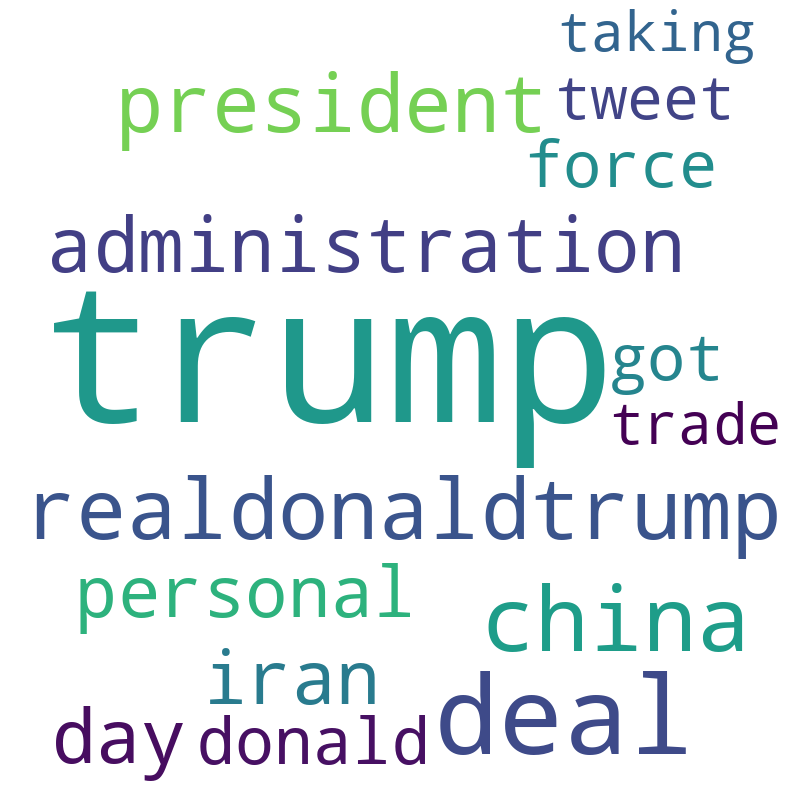 taking
president
tweet
force
administration
trump
got
trade
realdonaldtrump
personal
china
iran
deal
day
donald